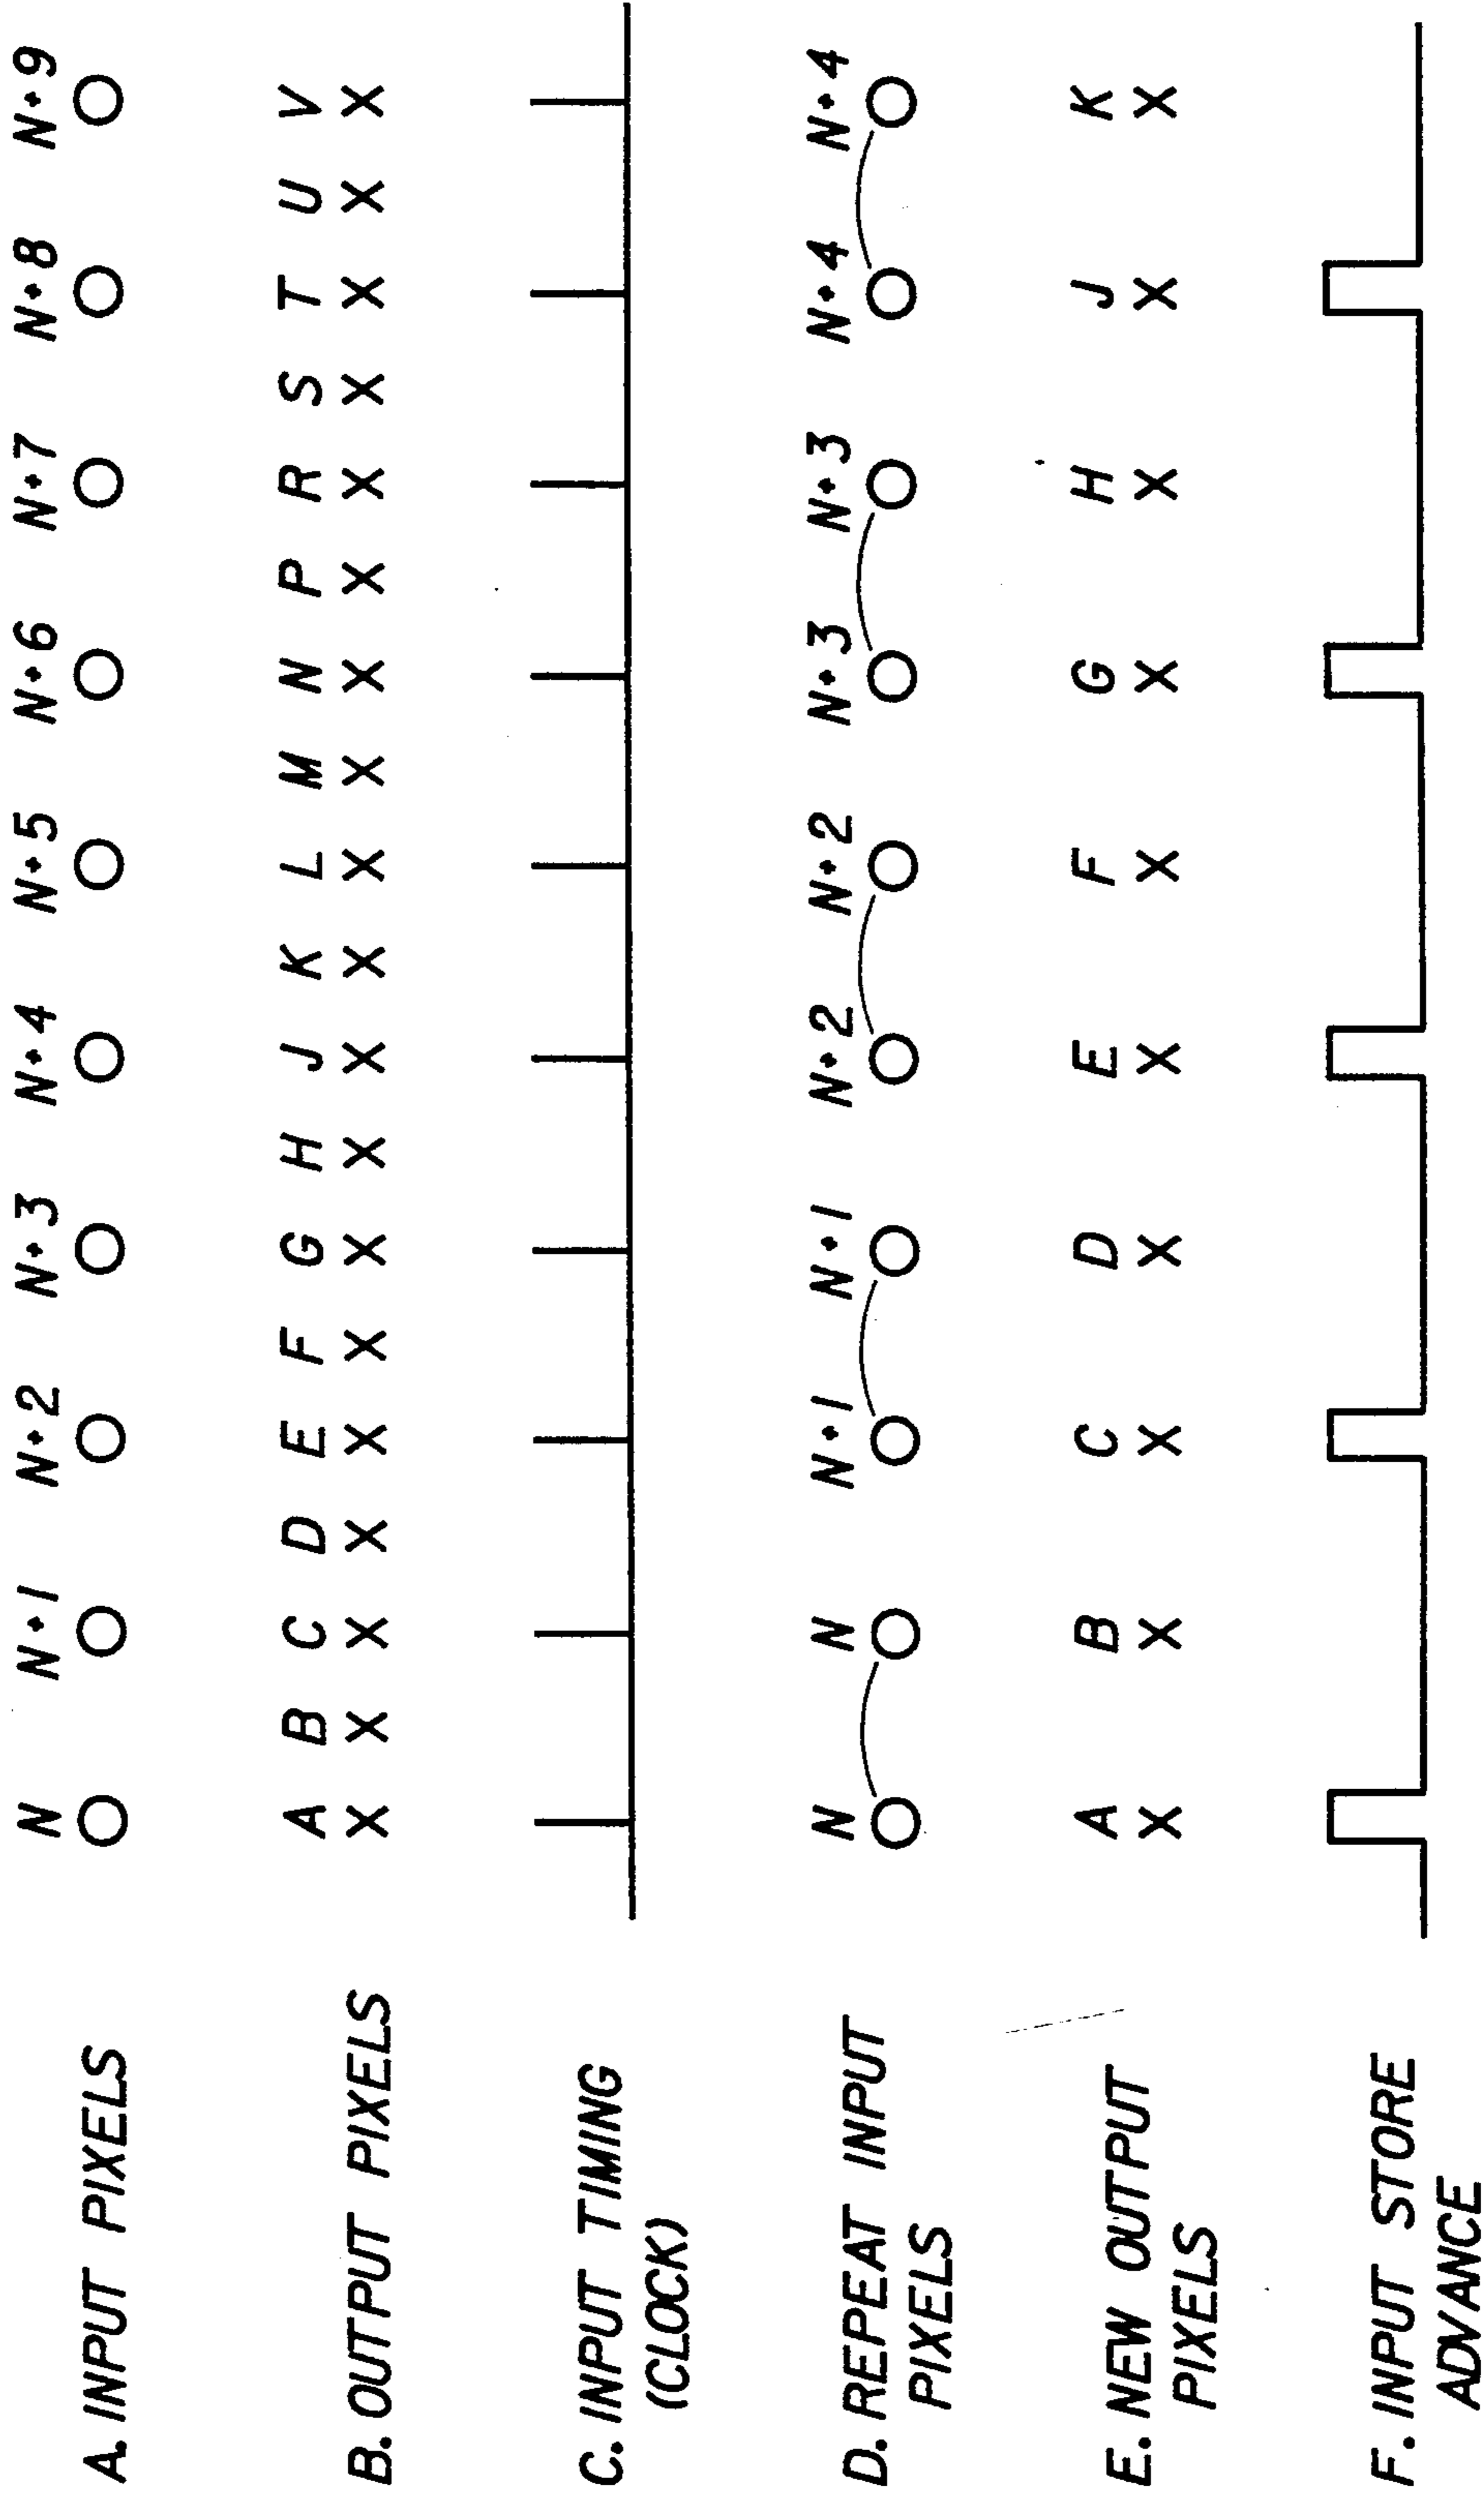 N N+1 N+2 N+3 N+4 N+5 N+6 N+7 N+8 N+9
A. INPUT PIXELS
A B C D E F G H J K L M N P R S T U V
B. OUTPUT PIXELS
C. INPUT TIMING
(CLOCK)
N N N+1 N+1 N+2 N+2 N+3 N+3 N+4 N+4
D. REPEAT INPUT
PIXELS
A B C D E F G H J K
E. NEW OUTPUT
PIXELS
F. INPUT STORE
ADVANCE